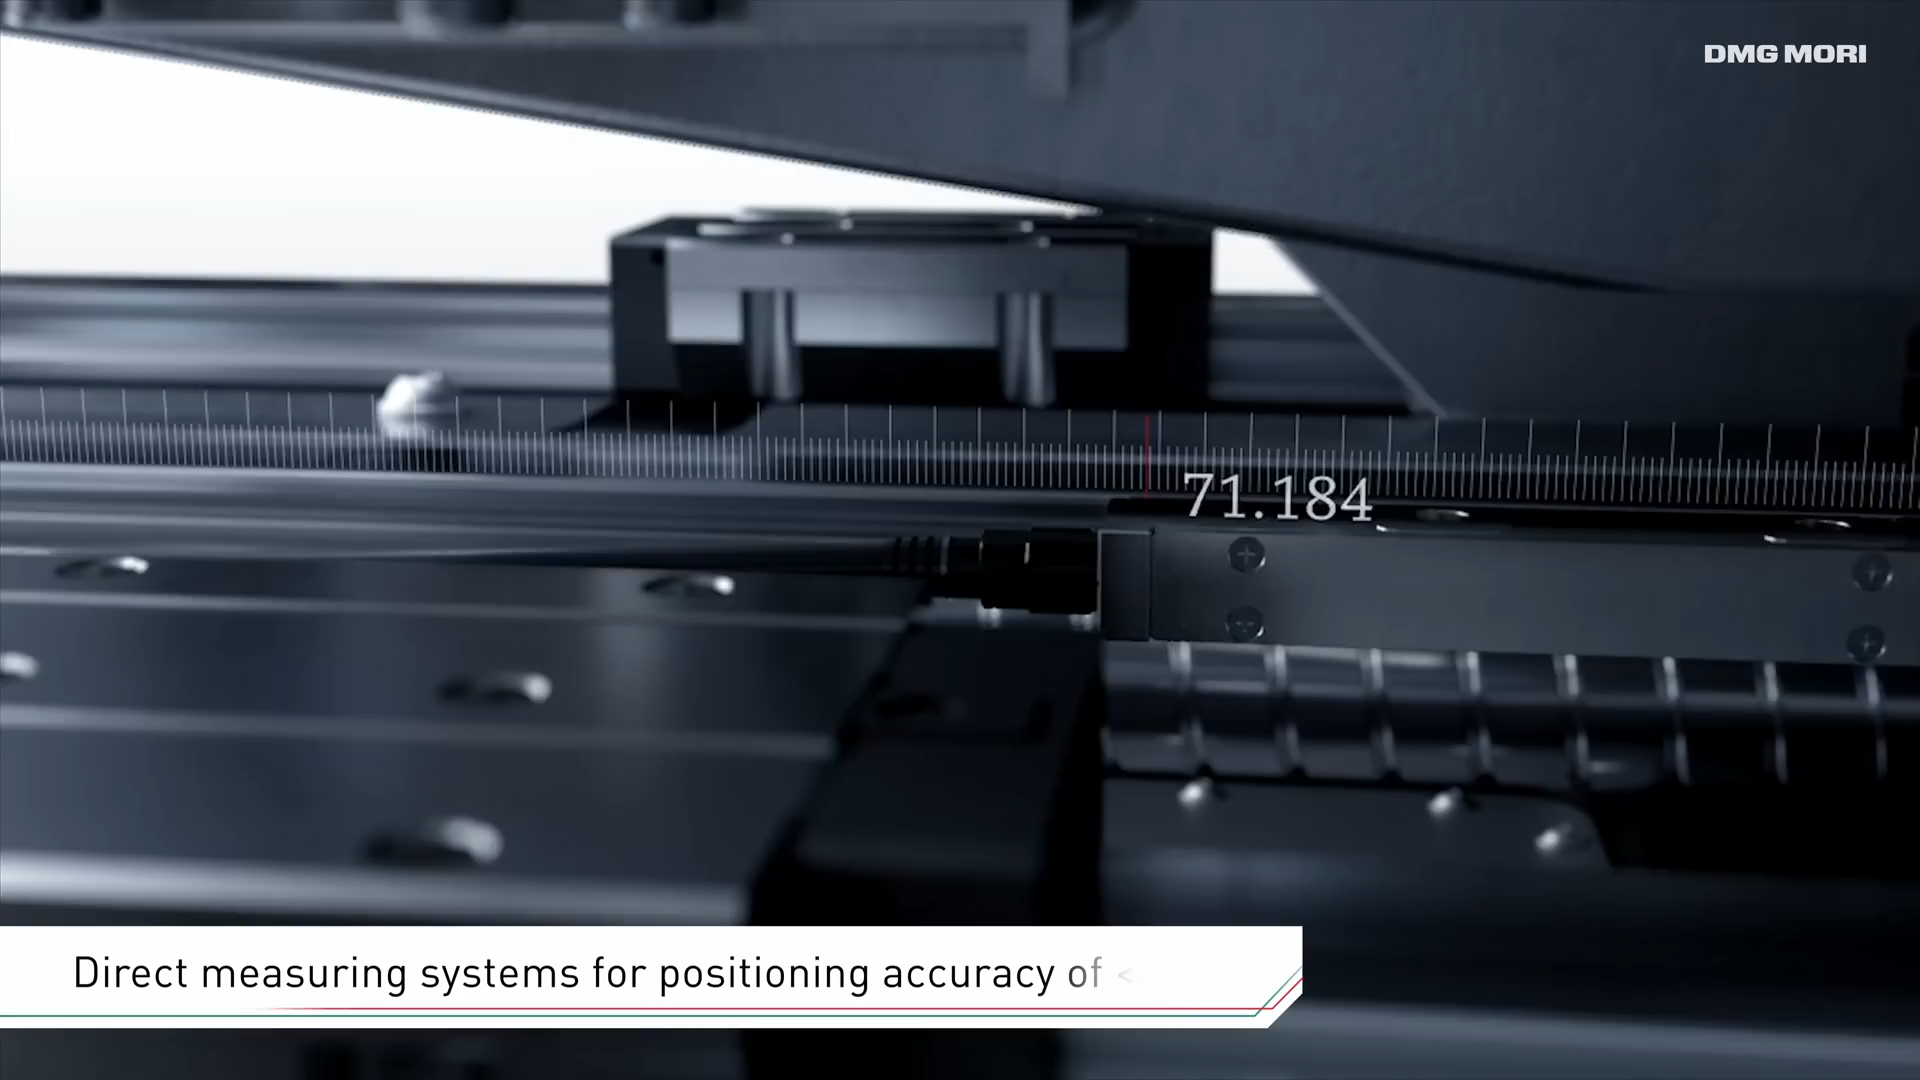 DMG MORI
71.184
Direct measuring systems for positioning accuracy of <